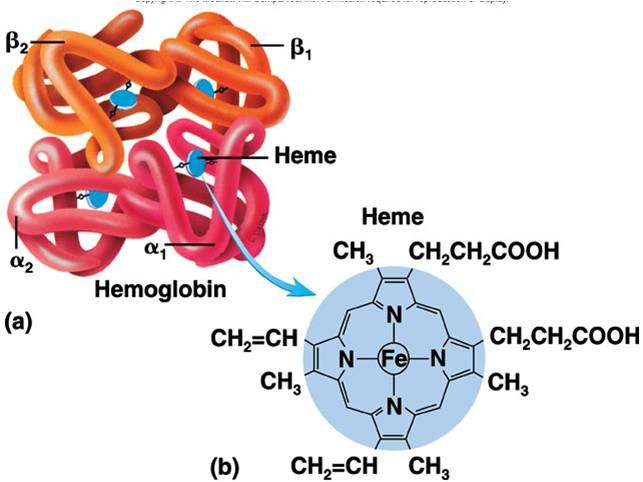 β₂
β₁
Heme
α₁
α₂
Hemoglobin
(a)
Heme
CH₃
CH₂CH₂COOH
CH₂=CH
CH₂CH₂COOH
N
N
Fe
N
N
CH₃
CH₃
CH₂=CH
CH₃
(b)